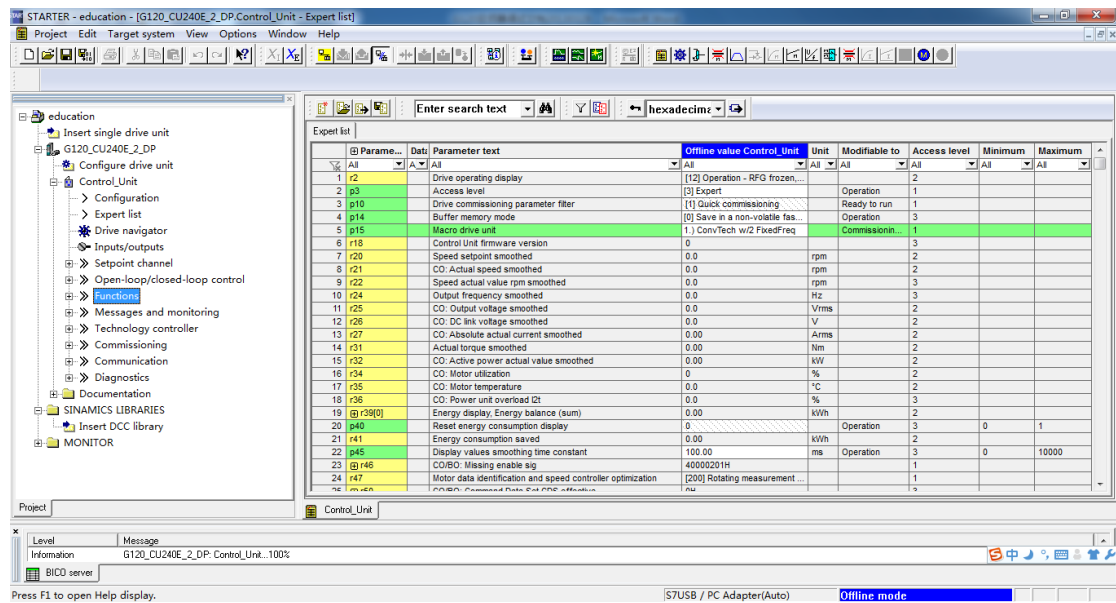 STARTER - education - [G120_CU240E_2_DP.Control_Unit - Expert list]
Project Edit Target system View Options Window Help
Enter search text hexadecima
education
Insert single drive unit
G120_CU240E_2_DP
Configure drive unit
Control_Unit
Configuration
Expert list
Drive navigator
Inputs/outputs
Setpoint channel
Open-loop/closed-loop control
Functions
Messages and monitoring
Technology controller
Commissioning
Communication
Diagnostics
Documentation
SINAMICS LIBRARIES
Insert DCC library
MONITOR
Project
Expert list
Parame... Data Parameter text Offline value Control_Unit Unit Modifiable to Access level Minimum Maximum
All A. All All All All All All All
1 r2 Drive operating display [12] Operation - RFG frozen,... 2
2 p3 Access level [3] Expert Operation 1
3 p10 Drive commissioning parameter filter [1] Quick commissioning Ready to run 1
4 p14 Buffer memory mode [0] Save in a non-volatile fas... Operation 3
5 p15 Macro drive unit 1.) ConvTech w/2 FixedFreq Commissionin... 1
6 r18 Control Unit firmware version 0 3
7 r20 Speed setpoint smoothed 0.0 rpm 2
8 r21 CO: Actual speed smoothed 0.0 rpm 2
9 r22 Speed actual value rpm smoothed 0.0 rpm 3
10 r24 Output frequency smoothed 0.0 Hz 3
11 r25 CO: Output voltage smoothed 0.0 Vrms 2
12 r26 CO: DC link voltage smoothed 0.0 V 2
13 r27 CO: Absolute actual current smoothed 0.00 Arms 2
14 r31 Actual torque smoothed 0.00 Nm 2
15 r32 CO: Active power actual value smoothed 0.00 kW 2
16 r34 CO: Motor utilization 0 % 2
17 r35 CO: Motor temperature 0.0 °C 2
18 r36 CO: Power unit overload I2t 0.0 % 3
19 r39[0] Energy display, Energy balance (sum) 0.00 kWh 2
20 p40 Reset energy consumption display 0 Operation 3 0 1
21 r41 Energy consumption saved 0.00 kWh 2
22 p45 Display values smoothing time constant 100.00 ms Operation 3 0 10000
23 r46 CO/BO: Missing enable sig 40000201H 1
24 r47 Motor data identification and speed controller optimization [200] Rotating measurement ... 1
25 r50 CO/BO: Command Data Set CDS effective 0H 3
Control_Unit
Level Message
Information G120_CU240E_2_DP: Control_Unit...100%
中
BICO server
Press F1 to open Help display. S7USB / PC Adapter(Auto) Offline mode